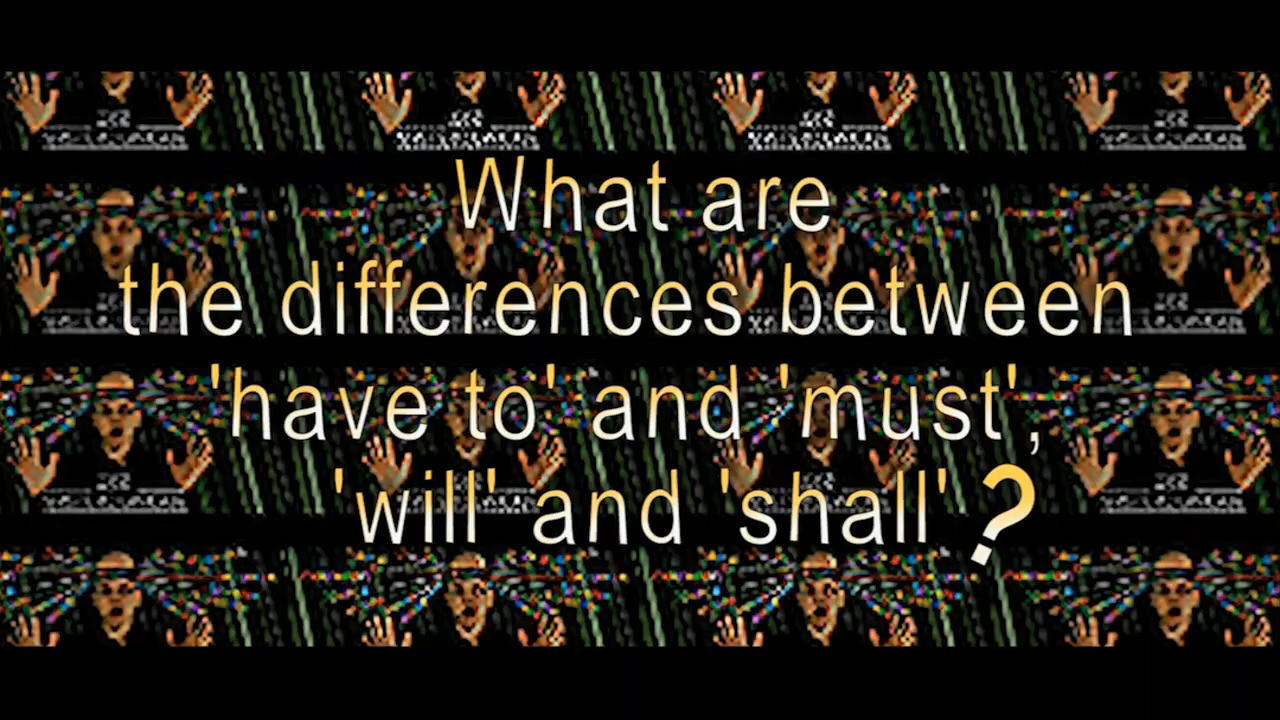 What are
the differences between
'have to' and 'must',
'will' and 'shall' ?